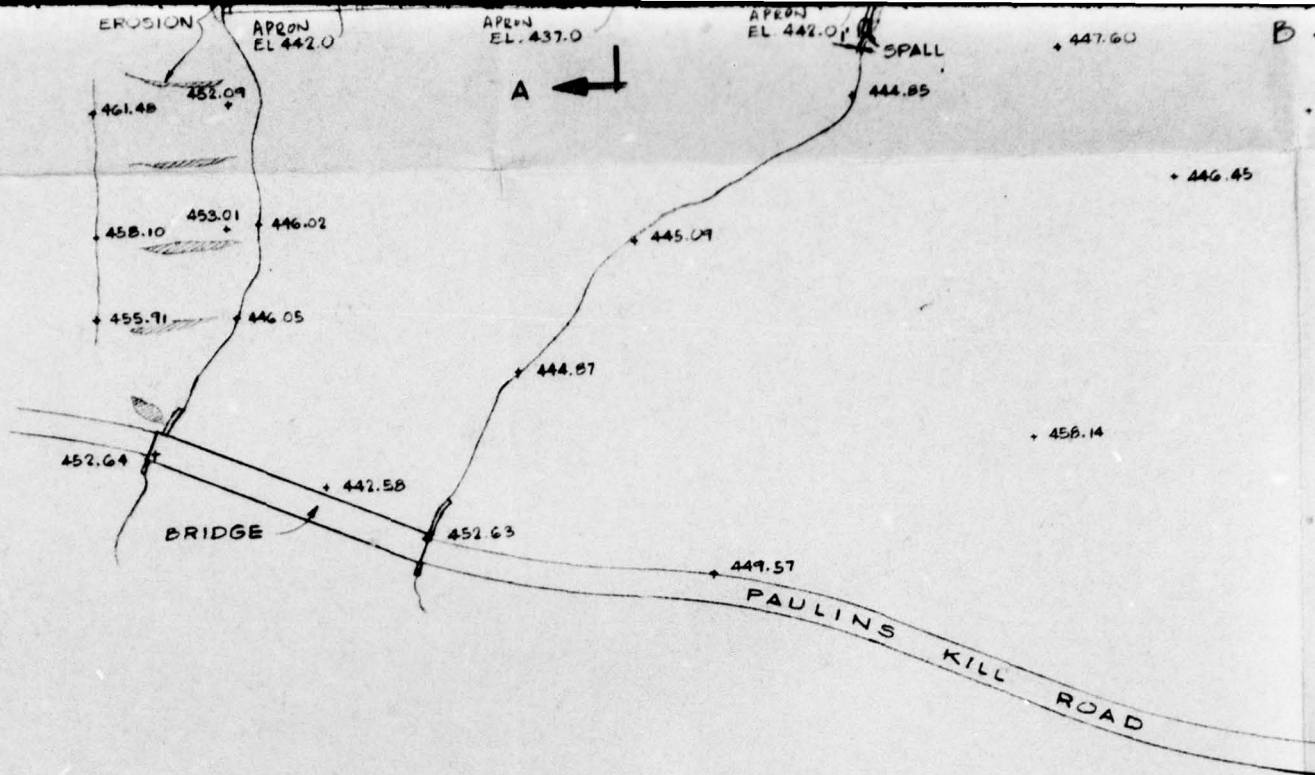 EROSION
APRON
EL 442.0
APRON
EL. 437.0
APRON
EL 442.0
SPALL
447.60
B
A
461.48
452.09
444.85
446.45
458.10
453.01
446.02
445.09
455.91
446.05
444.87
458.14
452.64
442.58
BRIDGE
452.63
449.57
PAULINS KILL ROAD